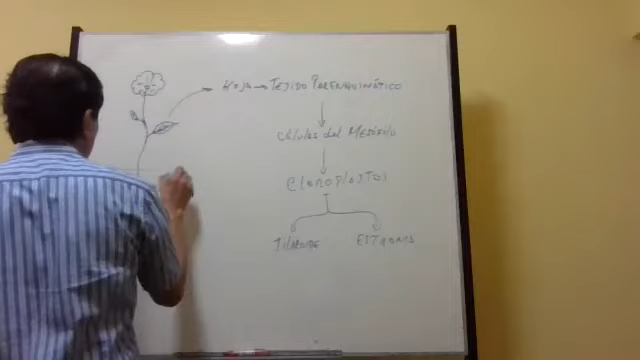 Hoja → Tejido Parenquimático
Células del Mesófilo
Cloroplastos
Tilacoide
Estroma